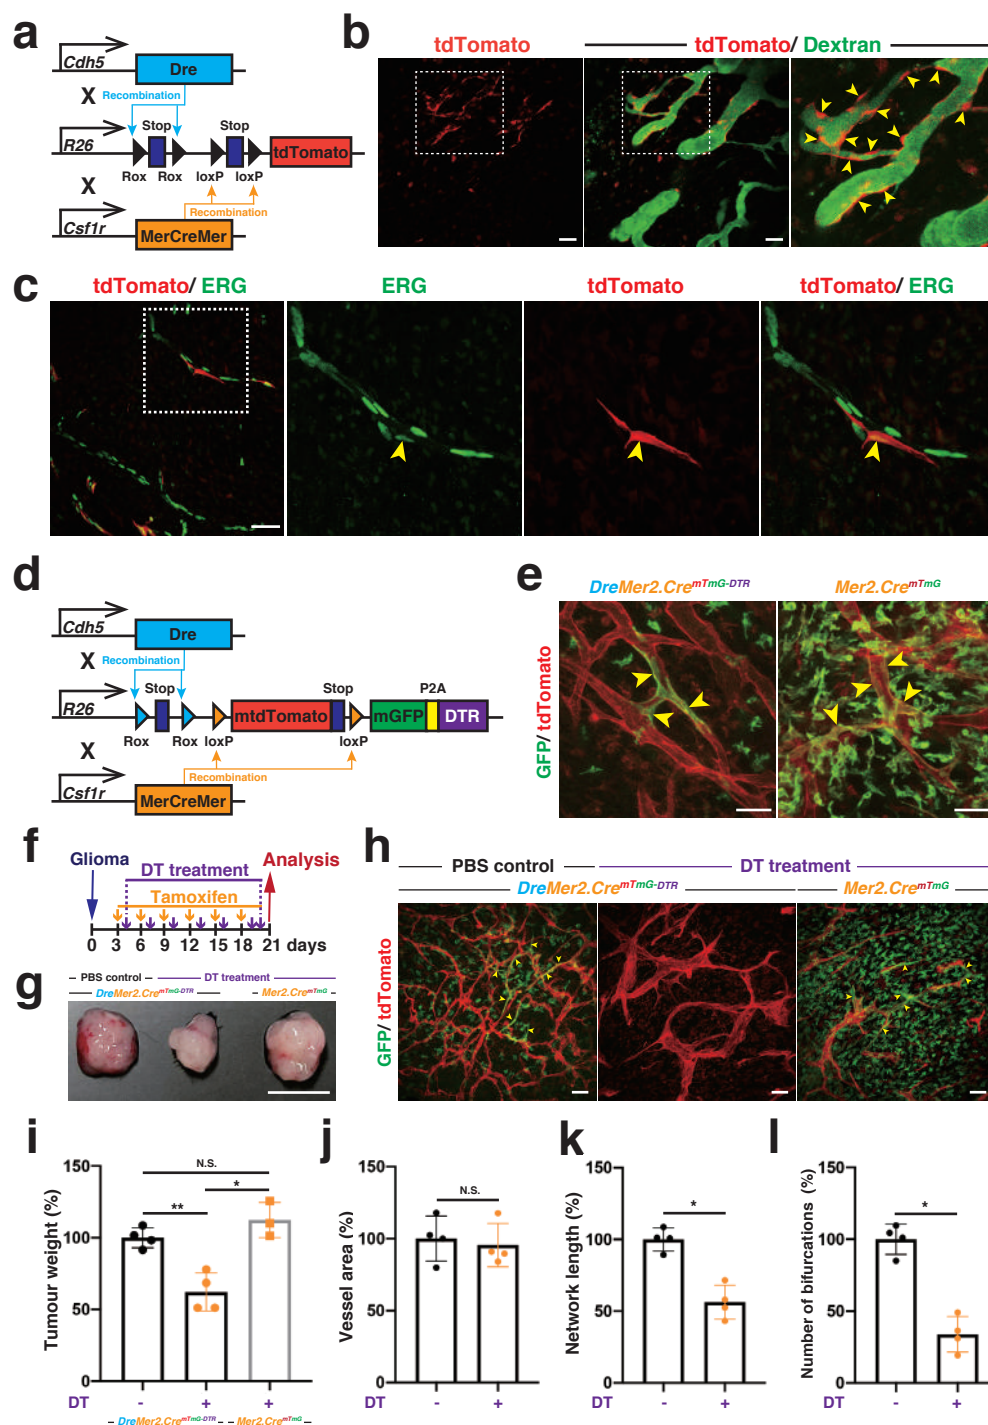 a
Cdh5
Dre
X
Recombination
Stop
Stop
R26
tdTomato
Rox
Rox
loxP
loxP
X
Recombination
Csf1r
MerCreMer
b
tdTomato
tdTomato/ Dextran
c
tdTomato/ ERG
ERG
tdTomato
tdTomato/ ERG
d
Cdh5
Dre
X
Recombination
Stop
Stop
P2A
R26
mtdTomato
mGFP
DTR
Rox
Rox
loxP
loxP
X
Recombination
Csf1r
MerCreMer
e
DreMer2.CremTmG-DTR
Mer2.CremTmG
GFP/ tdTomato
f
Glioma
Analysis
DT treatment
Tamoxifen
0 3 6 9 12 15 18 21 days
g
PBS control
DT treatment
DreMer2.CremTmG-DTR
Mer2.CremTmG
h
PBS control
DT treatment
DreMer2.CremTmG-DTR
Mer2.CremTmG
GFP/ tdTomato
i
Tumour weight (%)
150
100
50
0
N.S.
**
*
DT
-
+
+
DreMer2.CremTmG-DTR
Mer2.CremTmG
j
Vessel area (%)
150
100
50
0
N.S.
DT
-
+
k
Network length (%)
150
100
50
0
*
DT
-
+
l
Number of bifurcations (%)
150
100
50
0
*
DT
-
+